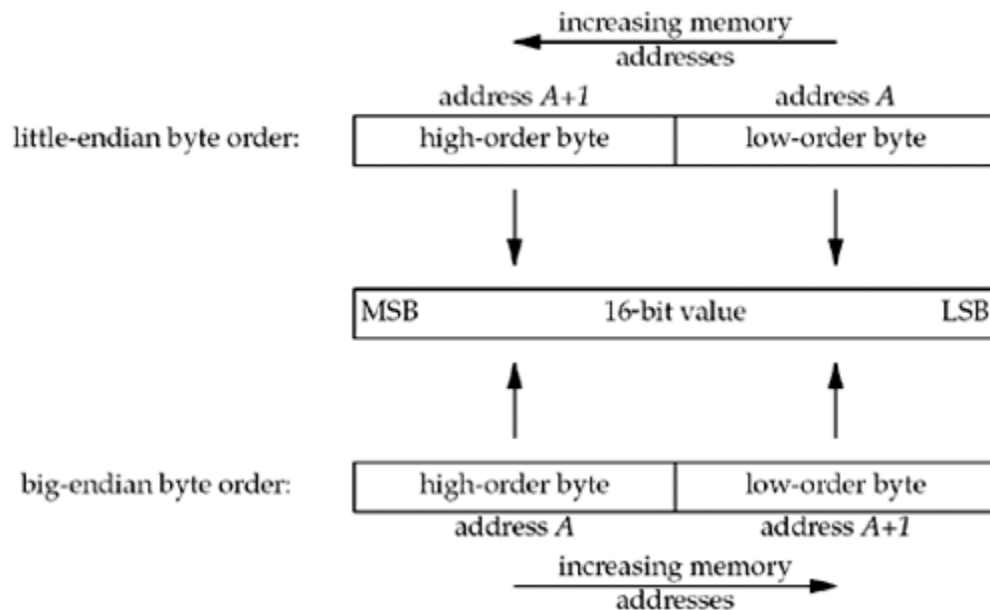 increasing memory
addresses
address A+1 address A
little-endian byte order: high-order byte low-order byte
MSB 16-bit value LSB
big-endian byte order: high-order byte low-order byte
address A address A+1
increasing memory
addresses